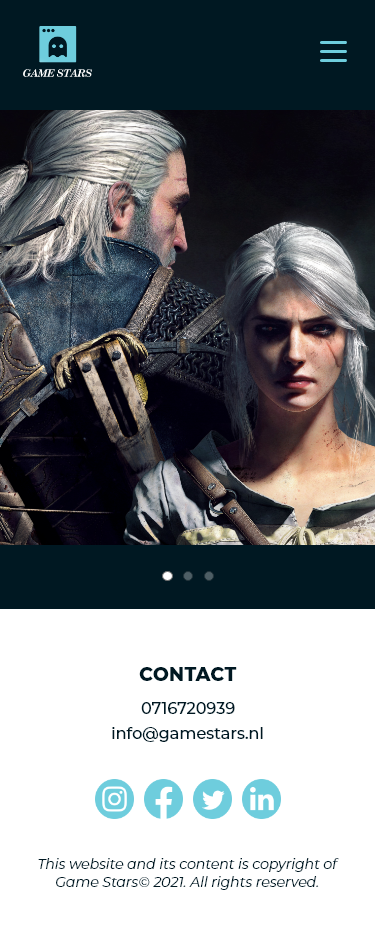 GAME STARS
CONTACT
0716720939
info@gamestars.nl
This website and its content is copyright of
Game Stars© 2021. All rights reserved.